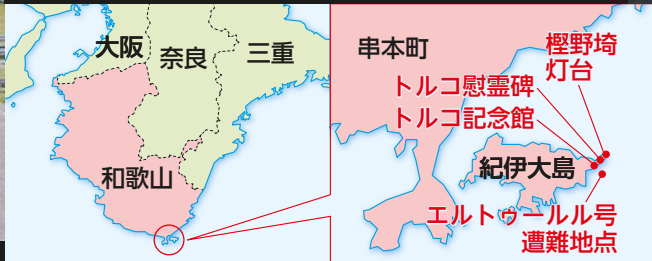 大阪
奈良
三重
和歌山
串本町
樫野埼
灯台
トルコ慰霊碑
トルコ記念館
紀伊大島
エルトゥールル号
遭難地点